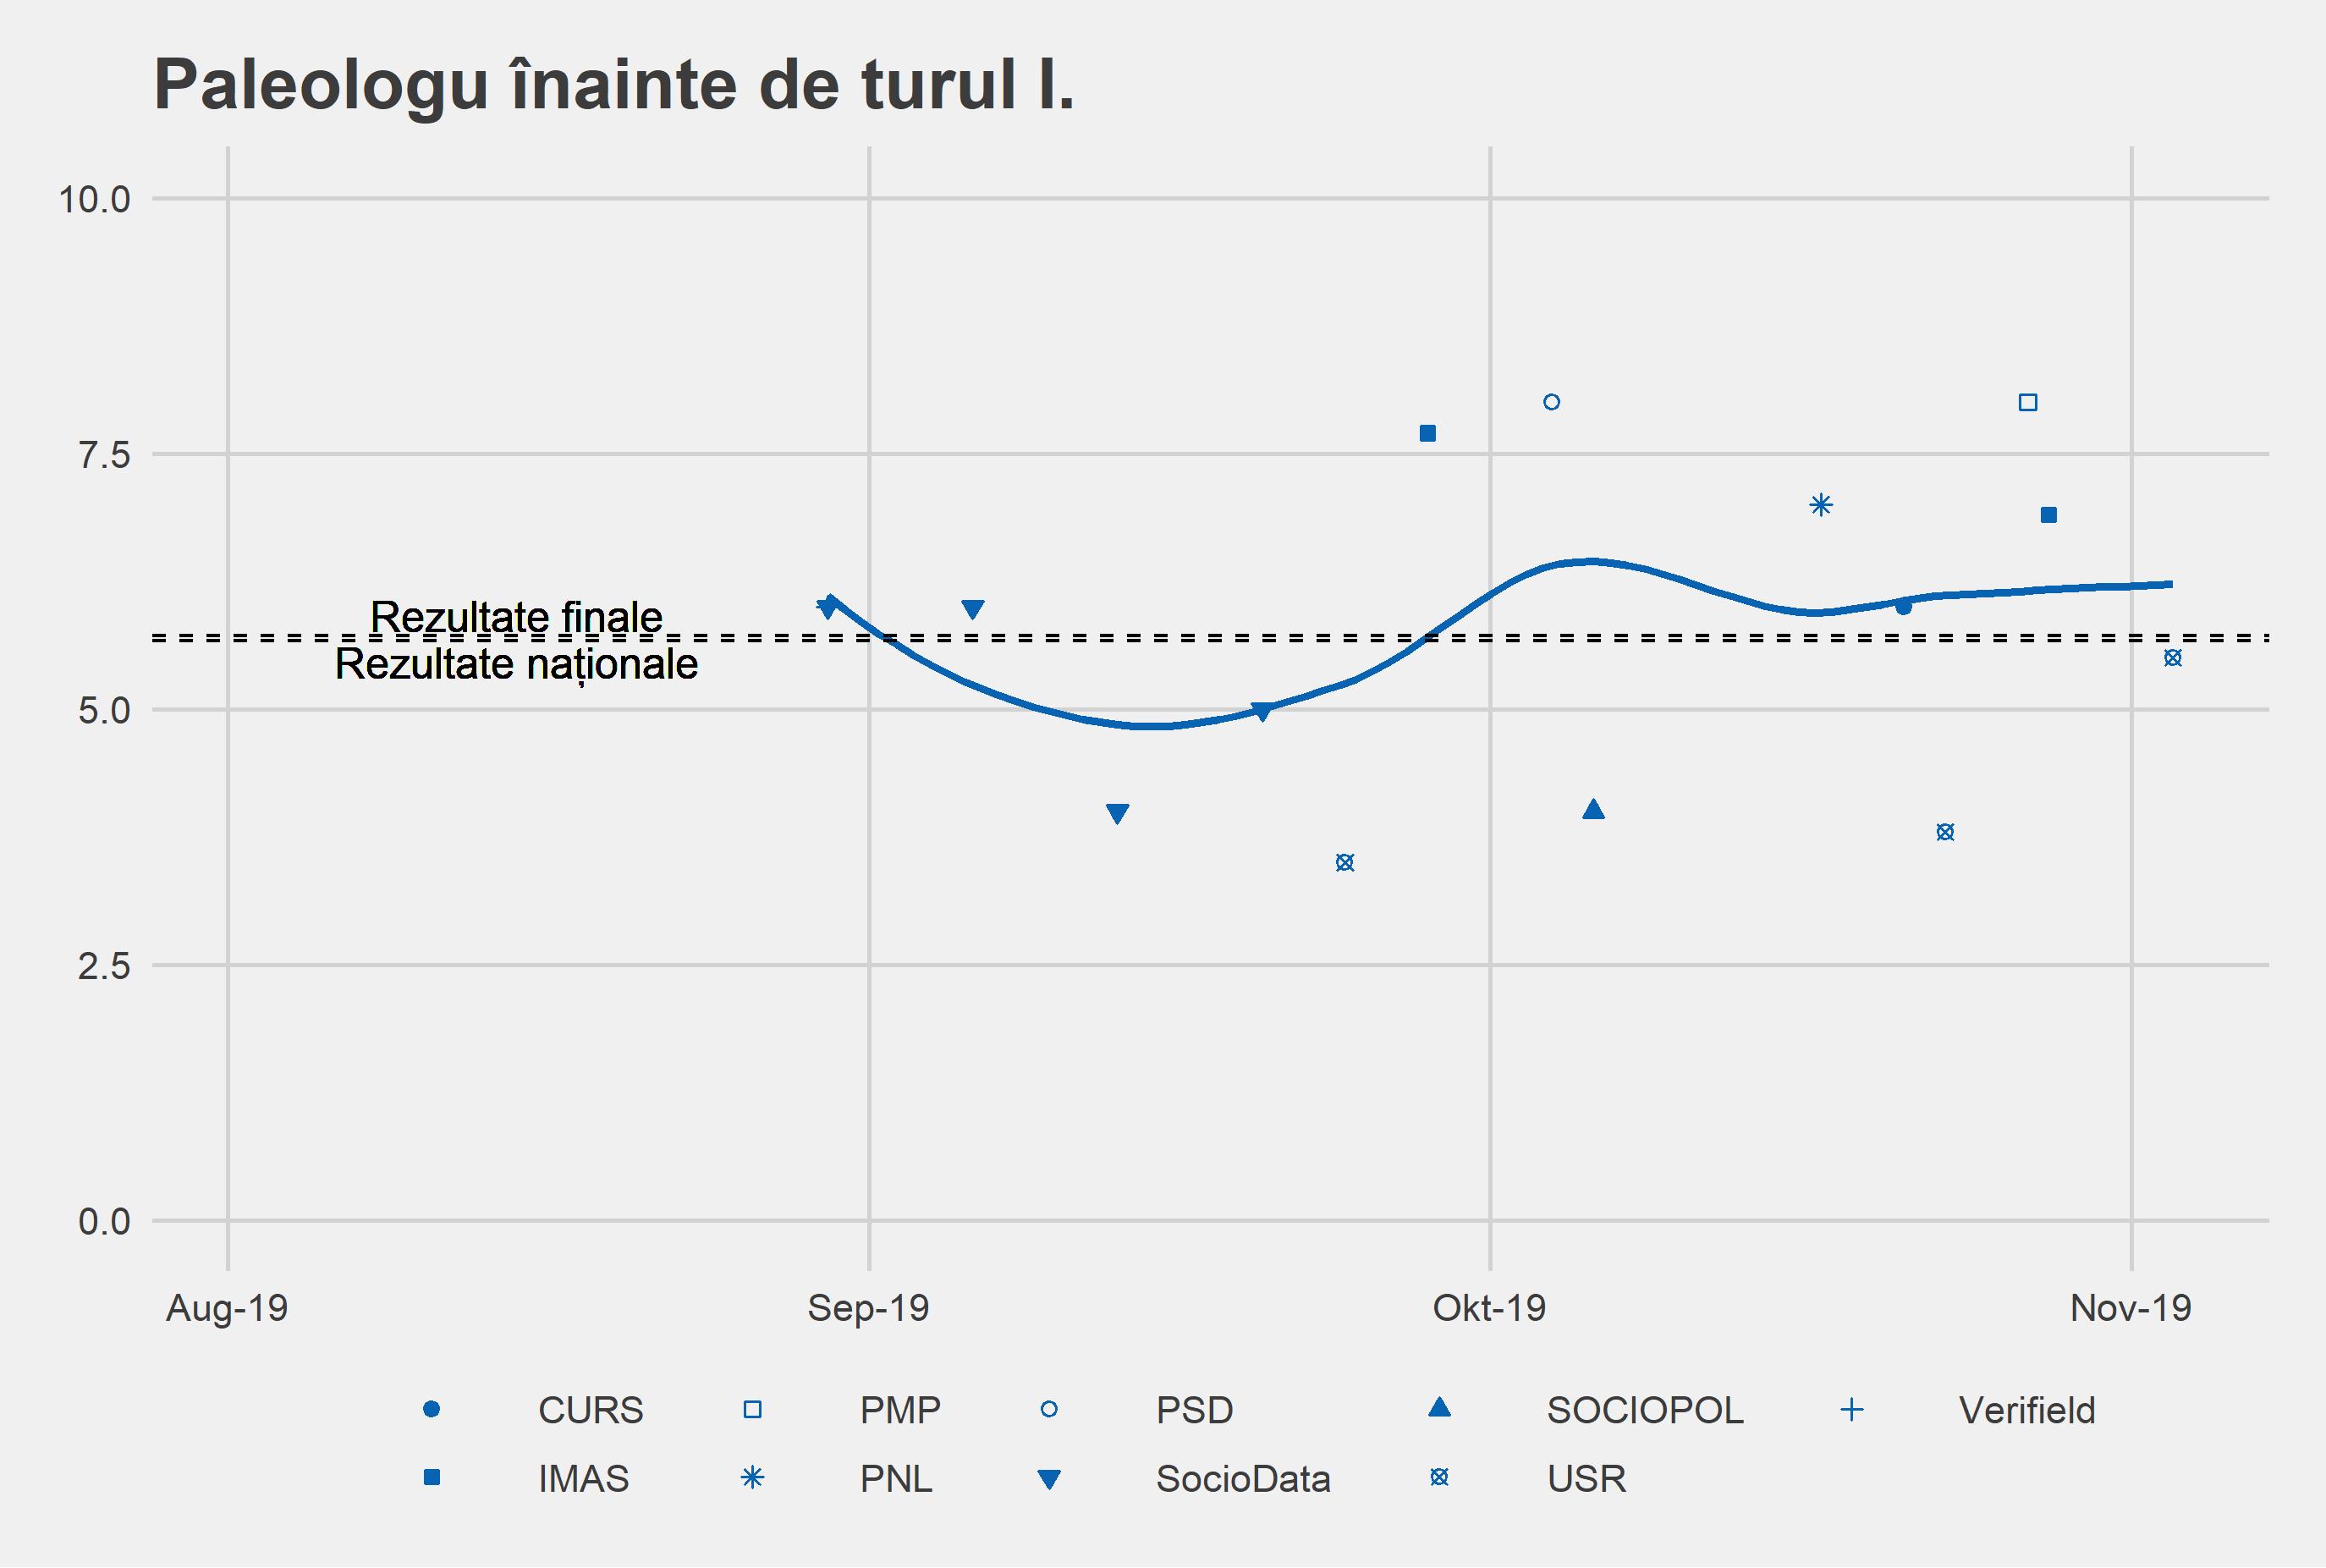 Paleologu înainte de turul I.
10.0
7.5
Rezultate finale
Rezultate naționale
5.0
2.5
0.0
Aug-19 Sep-19 Okt-19 Nov-19
CURS PMP PSD SOCIOPOL Verifield
IMAS PNL SocioData USR